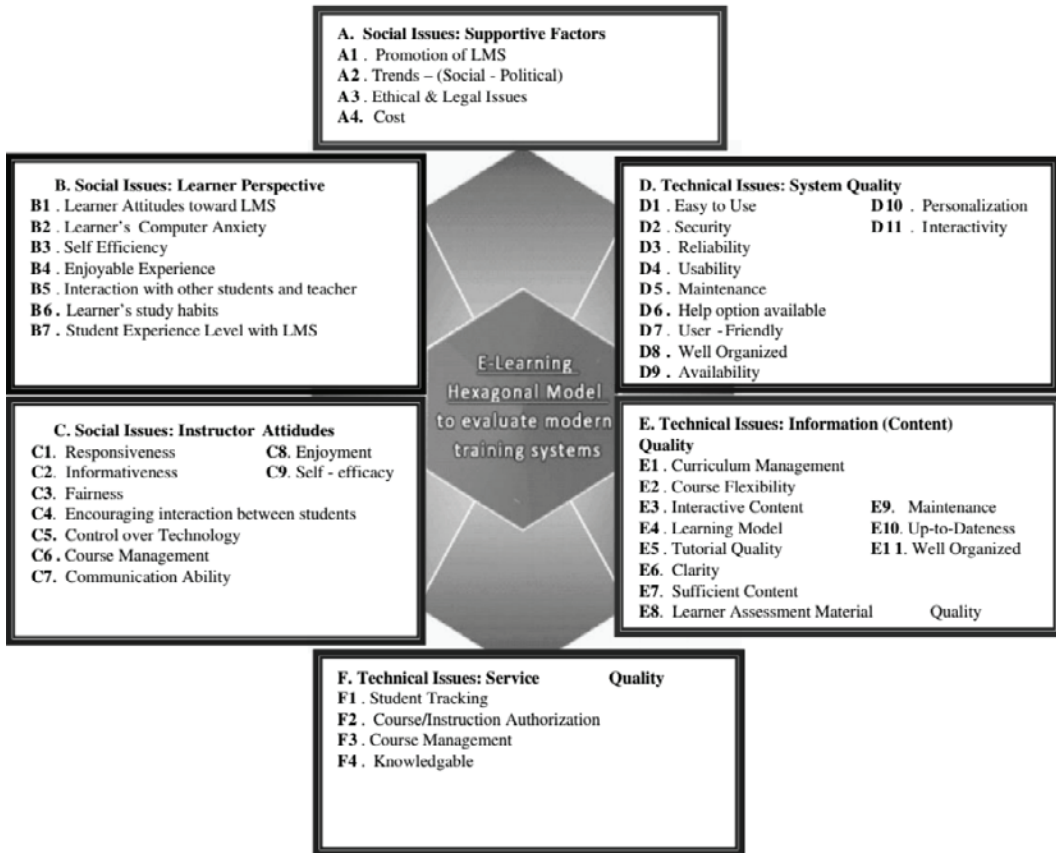 A. Social Issues: Supportive Factors
A1 . Promotion of LMS
A2 . Trends – (Social - Political)
A3 . Ethical & Legal Issues
A4. Cost
B. Social Issues: Learner Perspective
B1 . Learner Attitudes toward LMS
B2 . Learner's Computer Anxiety
B3 . Self Efficiency
B4 . Enjoyable Experience
B5 . Interaction with other students and teacher
B6 . Learner's study habits
B7 . Student Experience Level with LMS
D. Technical Issues: System Quality
D1 . Easy to Use
D2 . Security
D3 . Reliability
D4 . Usability
D5 . Maintenance
D6 . Help option available
D7 . User - Friendly
D8 . Well Organized
D9 . Availability
D10 . Personalization
D11 . Interactivity
E-Learning
Hexagonal Model
to evaluate modern
training systems
C. Social Issues: Instructor Attidudes
C1. Responsiveness
C2. Informativeness
C3. Fairness
C4. Encouraging interaction between students
C5. Control over Technology
C6 . Course Management
C7. Communication Ability
C8. Enjoyment
C9. Self - efficacy
E. Technical Issues: Information (Content)
Quality
E1 . Curriculum Management
E2 . Course Flexibility
E3 . Interactive Content
E4 . Learning Model
E5 . Tutorial Quality
E6. Clarity
E7. Sufficient Content
E8. Learner Assessment Material Quality
E9. Maintenance
E10. Up-to-Dateness
E11. Well Organized
F. Technical Issues: Service Quality
F1 . Student Tracking
F2 . Course/Instruction Authorization
F3 . Course Management
F4 . Knowledgable